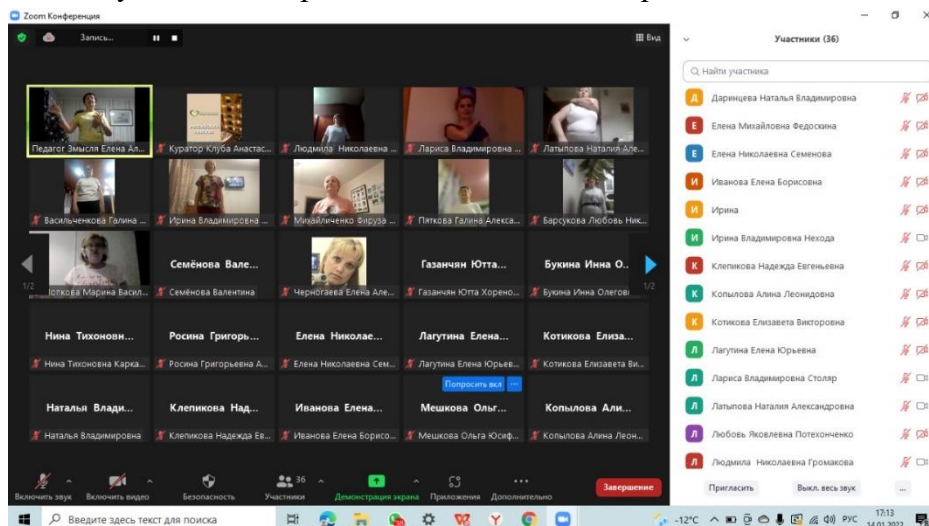 Zoom Конференция
Запись...
Вид
Участники (36)
Найти участника
Педагог Змысля Елена Ал...
Куратор Клуба Анастас...
Людмила Николаевна ...
Лариса Владимировна ...
Латыпова Наталия Але...
Васильченкова Галина ...
Ирина Владимировна ...
Михайличенко Фируза ...
Пяткова Галина Алекса...
Барсукова Любовь Ник...
Марина Васил...
Семёнова Вале...
Семёнова Валентина
Черногаева Елена Але...
Газанчян Ютта...
Газанчян Ютта Хорено...
Букина Инна О..
Букина Инна Олегов
1/2
1/2
Нина Тихоновн...
Нина Тихоновна Карка...
Росина Григорь...
Росина Григорьевна А...
Елена Николае...
Елена Николаевна Сем...
Лагутина Елена...
Лагутина Елена Юрьев...
Котикова Елиза...
Котикова Елизавета Ви...
Попросить вкл ...
Наталья Влади...
Наталья Владимировна
Клепикова Над...
Клепикова Надежда Ев...
Иванова Елена...
Иванова Елена Борисо...
Мешкова Ольг...
Мешкова Ольга Юсиф...
Копылова Али...
Копылова Алина Леон...
Д Даринцева Наталья Владимировна
Е Елена Михайловна Федоскина
Е Елена Николаевна Семенова
И Иванова Елена Борисовна
И Ирина
И Ирина Владимировна Нехода
К Клепикова Надежда Евгеньевна
К Копылова Алина Леонидовна
К Котикова Елизавета Викторовна
Л Лагутина Елена Юрьевна
Л Лариса Владимировна Столяр
Л Латыпова Наталия Александровна
Л Любовь Яковлевна Потехонченко
Л Людмила Николаевна Громакова
Пригласить Выкл. весь звук ...
Включить звук
Включить видео
Безопасность
36
Участники
Демонстрация экрана
Приложения
Дополнительно
Завершение
Введите здесь текст для поиска
-12°C
РУС
17:13
14.01.2022